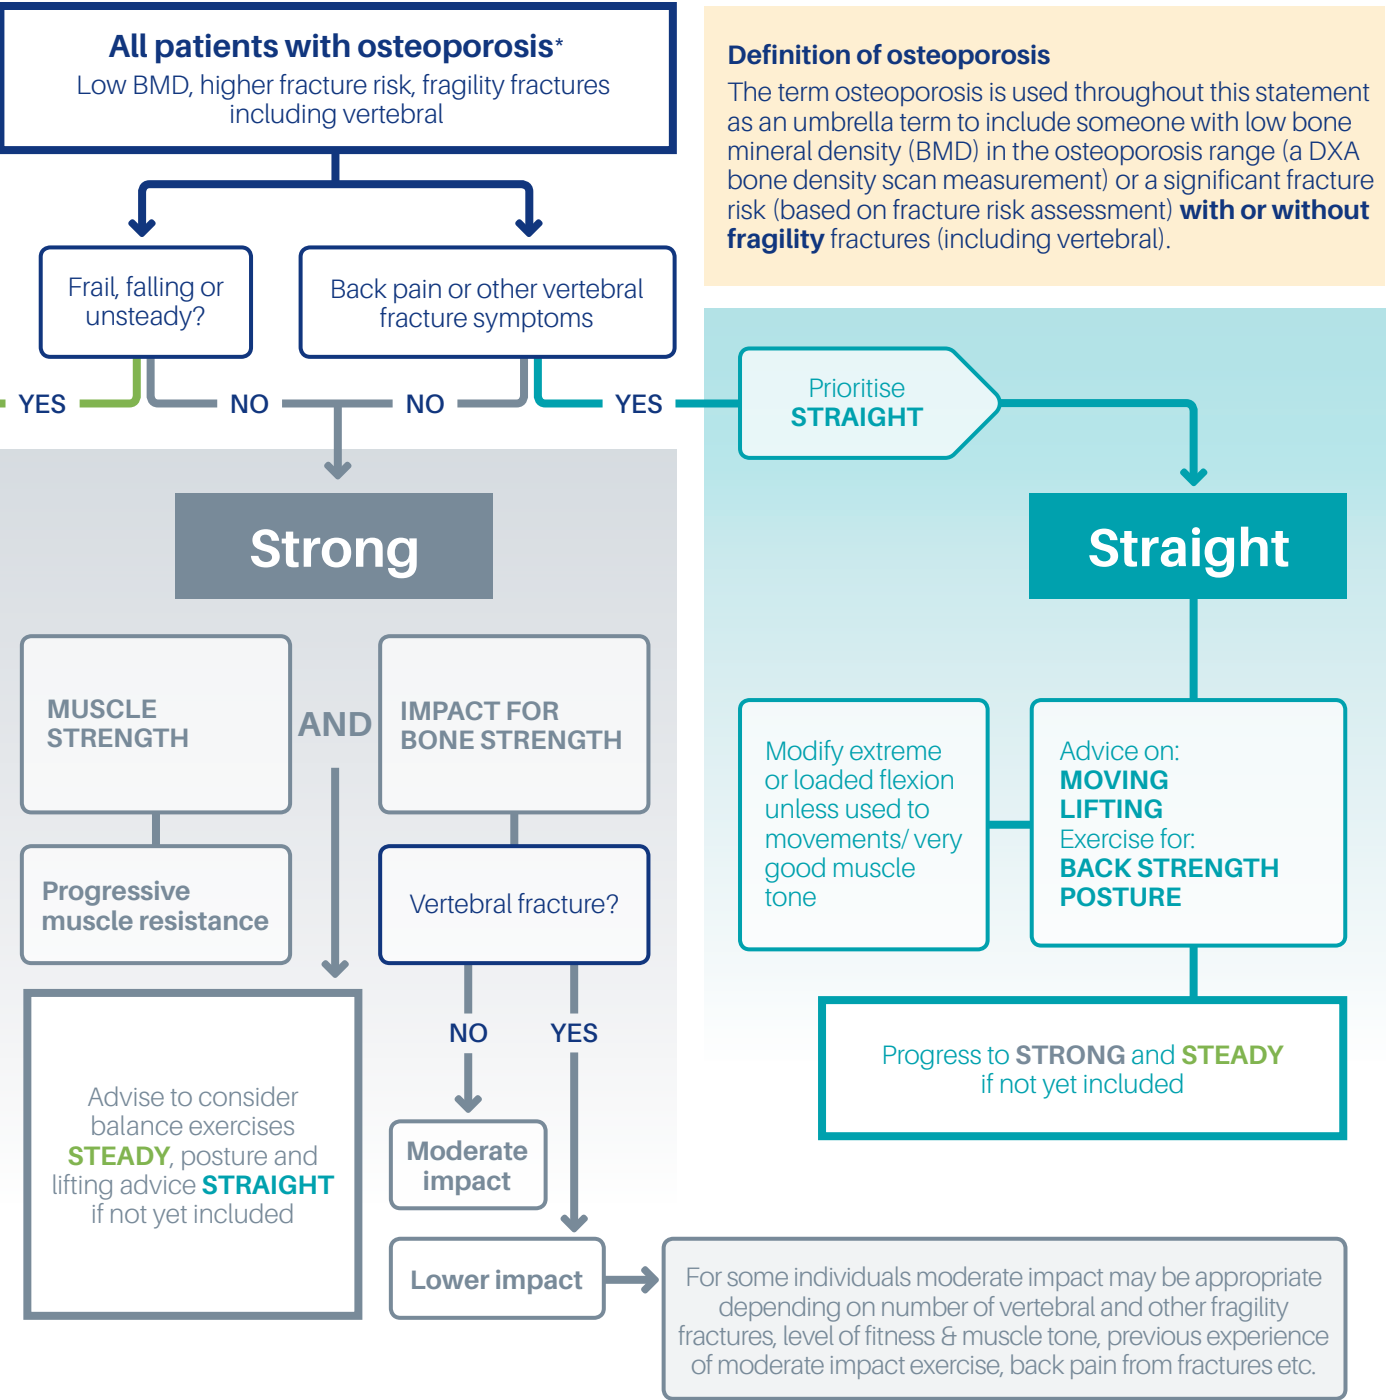 All patients with osteoporosis*
Low BMD, higher fracture risk, fragility fractures
including vertebral
Definition of osteoporosis
The term osteoporosis is used throughout this statement
as an umbrella term to include someone with low bone
mineral density (BMD) in the osteoporosis range (a DXA
bone density scan measurement) or a significant fracture
risk (based on fracture risk assessment) with or without
fragility fractures (including vertebral).
Frail, falling or
unsteady?
Back pain or other vertebral
fracture symptoms
YES
NO
NO
YES
Prioritise
STRAIGHT
Strong
MUSCLE
STRENGTH
AND
IMPACT FOR
BONE STRENGTH
Progressive
muscle resistance
Vertebral fracture?
NO
YES
Advise to consider
balance exercises
STEADY, posture and
lifting advice STRAIGHT
if not yet included
Moderate
impact
Lower impact
For some individuals moderate impact may be appropriate
depending on number of vertebral and other fragility
fractures, level of fitness & muscle tone, previous experience
of moderate impact exercise, back pain from fractures etc.
Straight
Modify extreme
or loaded flexion
unless used to
movements/ very
good muscle
tone
Advice on:
MOVING
LIFTING
Exercise for:
BACK STRENGTH
POSTURE
Progress to STRONG and STEADY
if not yet included